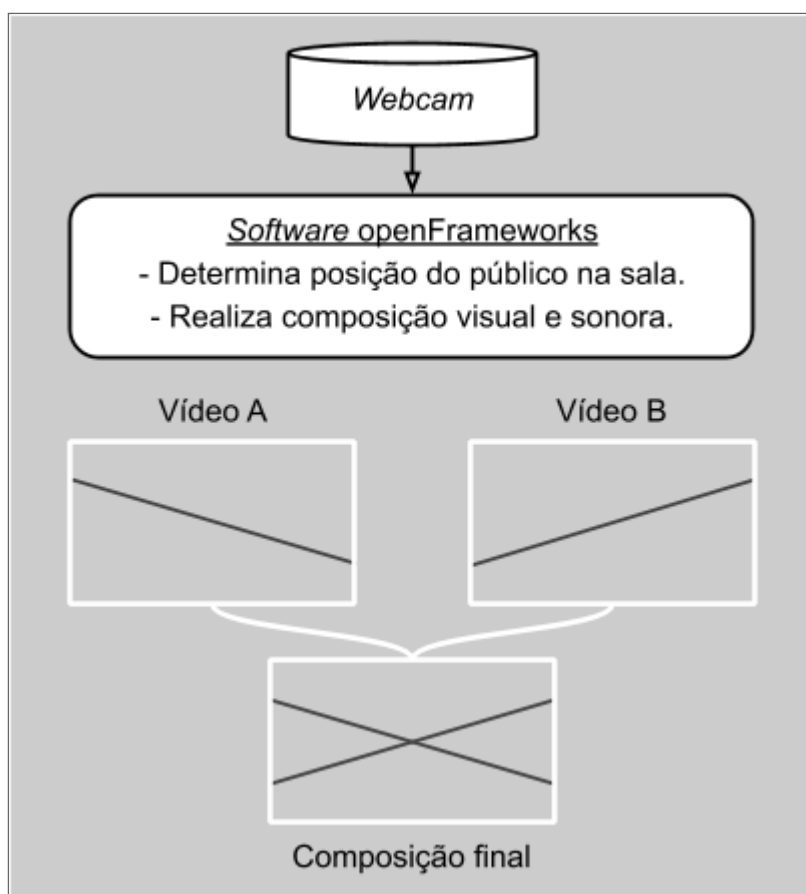 Webcam
Software openFrameworks
- Determina posição do público na sala.
- Realiza composição visual e sonora.
Vídeo A
Vídeo B
Composição final